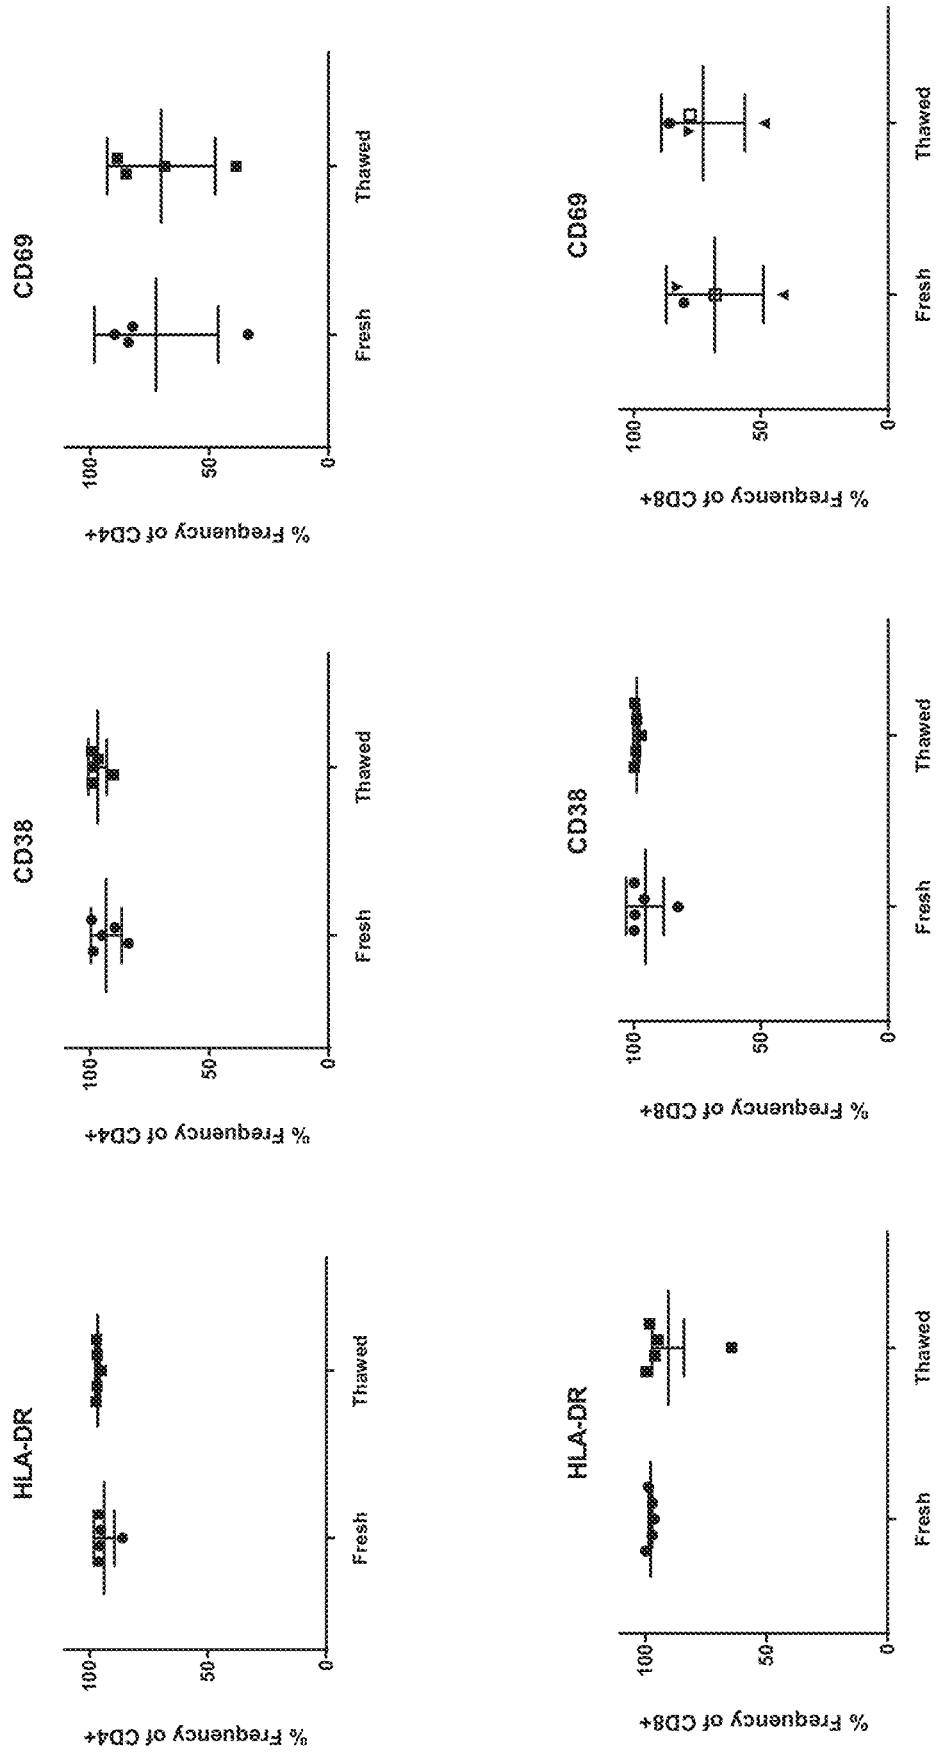 HLA-DR
% Frequency of CD4+
100
50
0
Fresh
Thawed
CD38
% Frequency of CD4+
100
50
0
Fresh
Thawed
CD69
% Frequency of CD4+
100
50
0
Fresh
Thawed
HLA-DR
% Frequency of CD8+
100
50
0
Fresh
Thawed
CD38
% Frequency of CD8+
100
50
0
Fresh
Thawed
CD69
% Frequency of CD8+
100
50
0
Fresh
Thawed